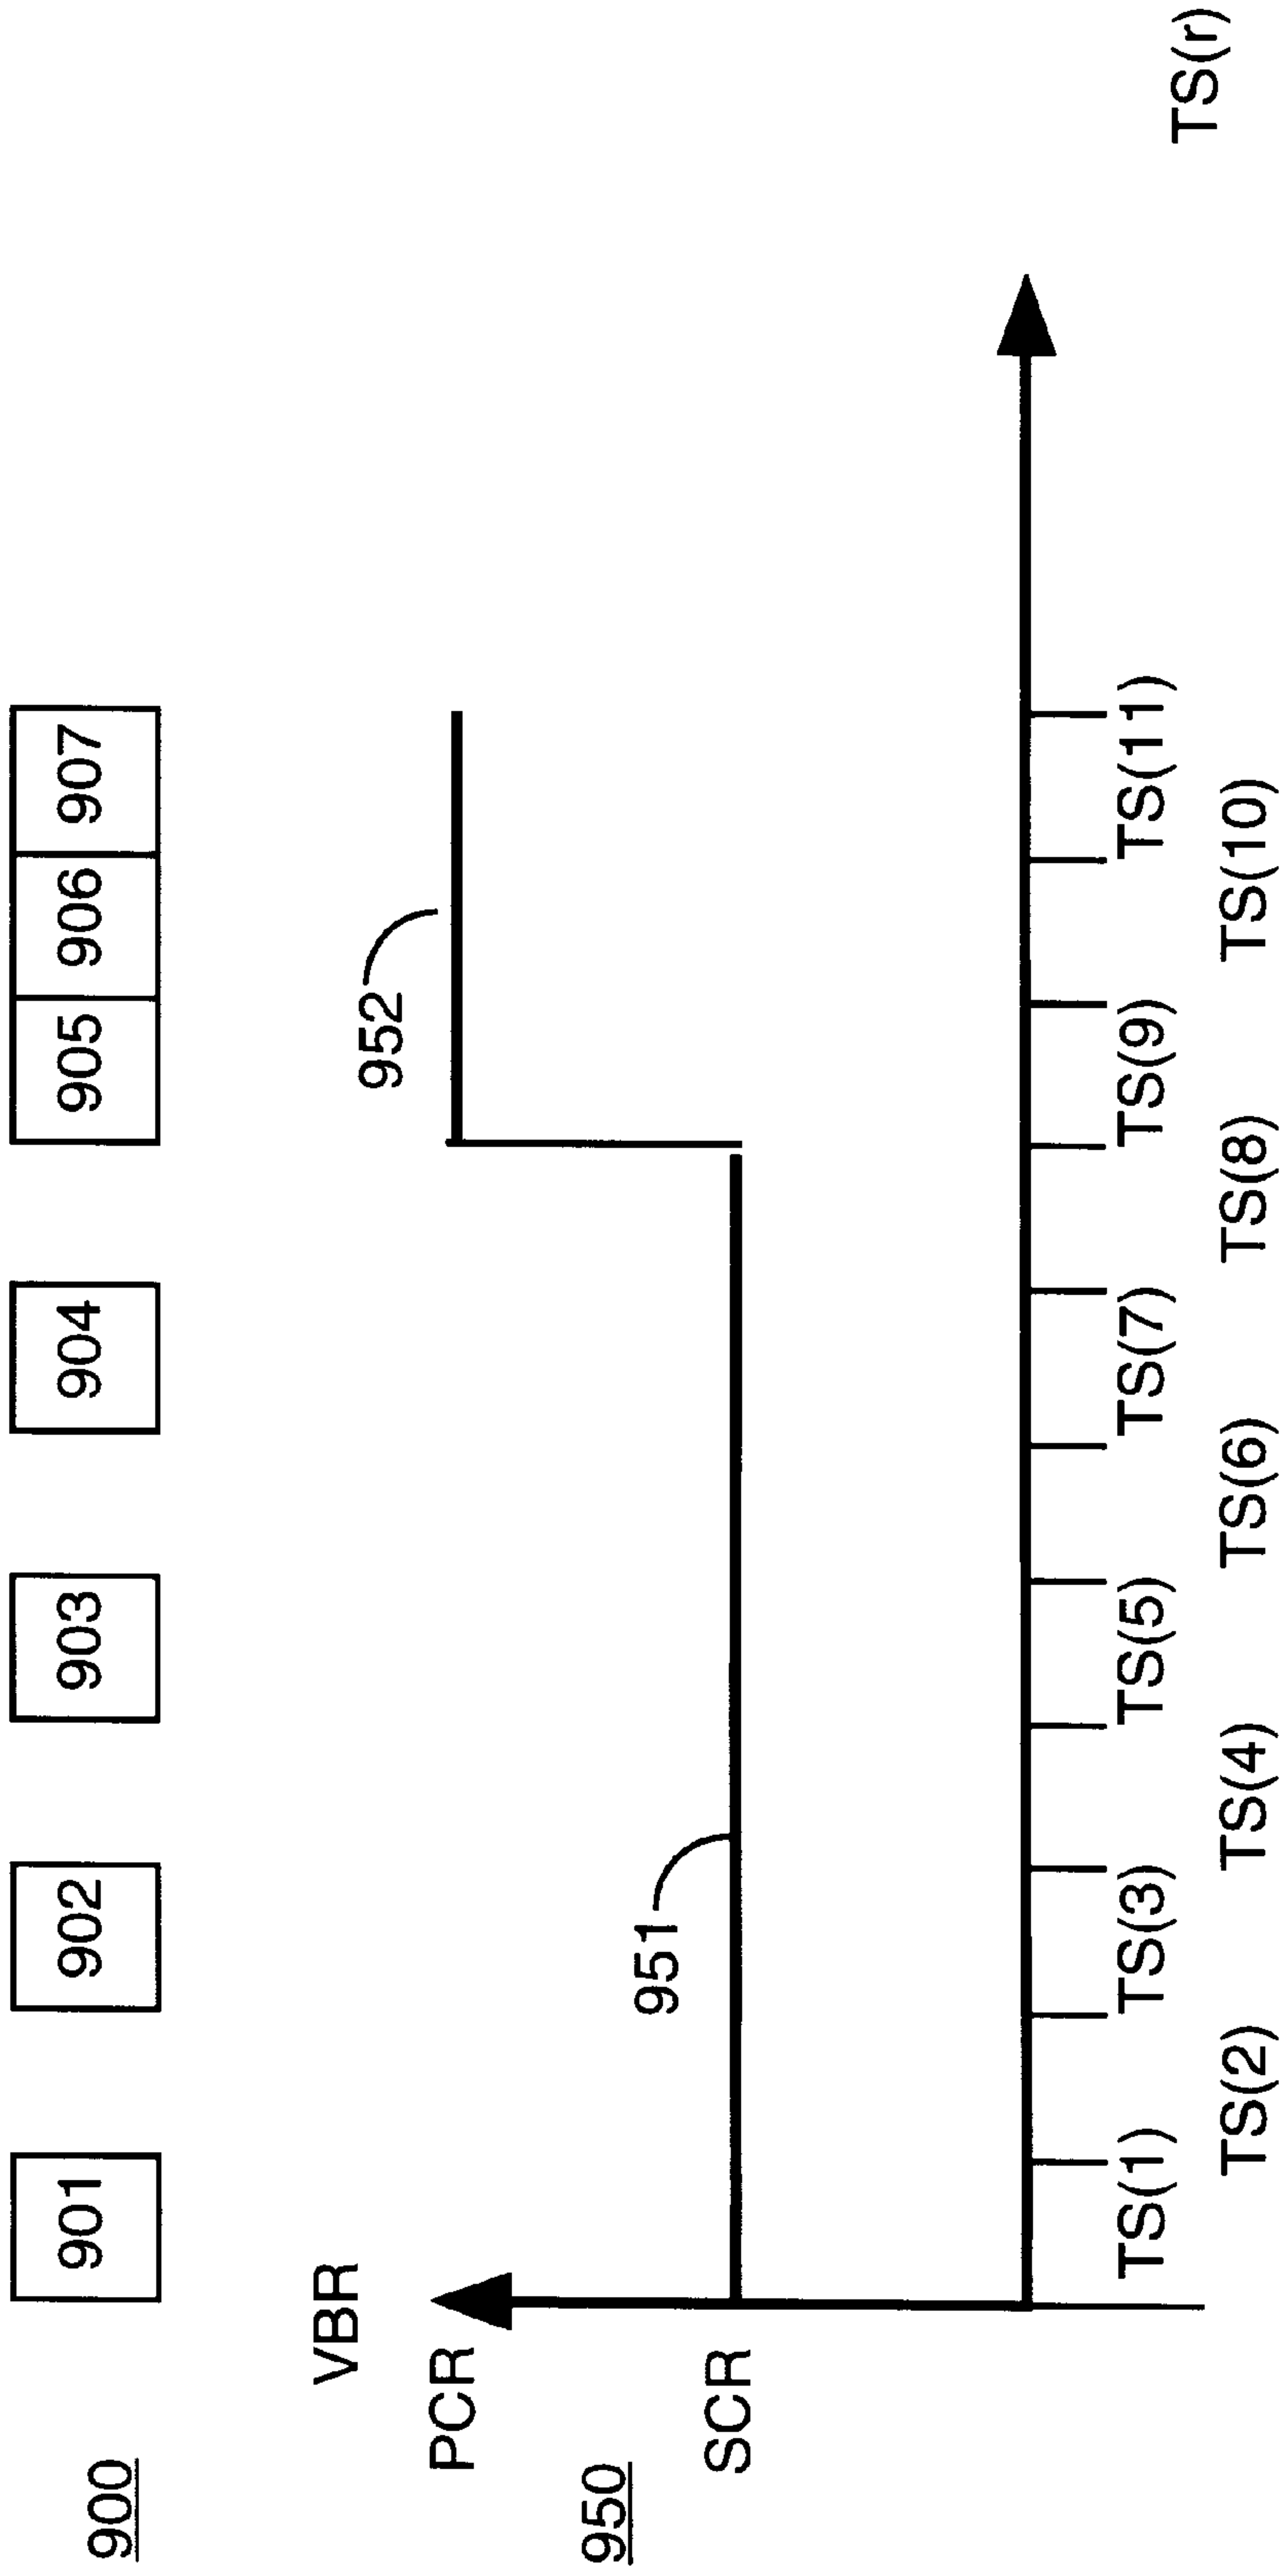 900
901
902
903
904
905
906
907
VBR
PCR
952
950
SCR
951
TS(1)
TS(3)
TS(5)
TS(7)
TS(9)
TS(11)
TS(r)
TS(2)
TS(4)
TS(6)
TS(8)
TS(10)